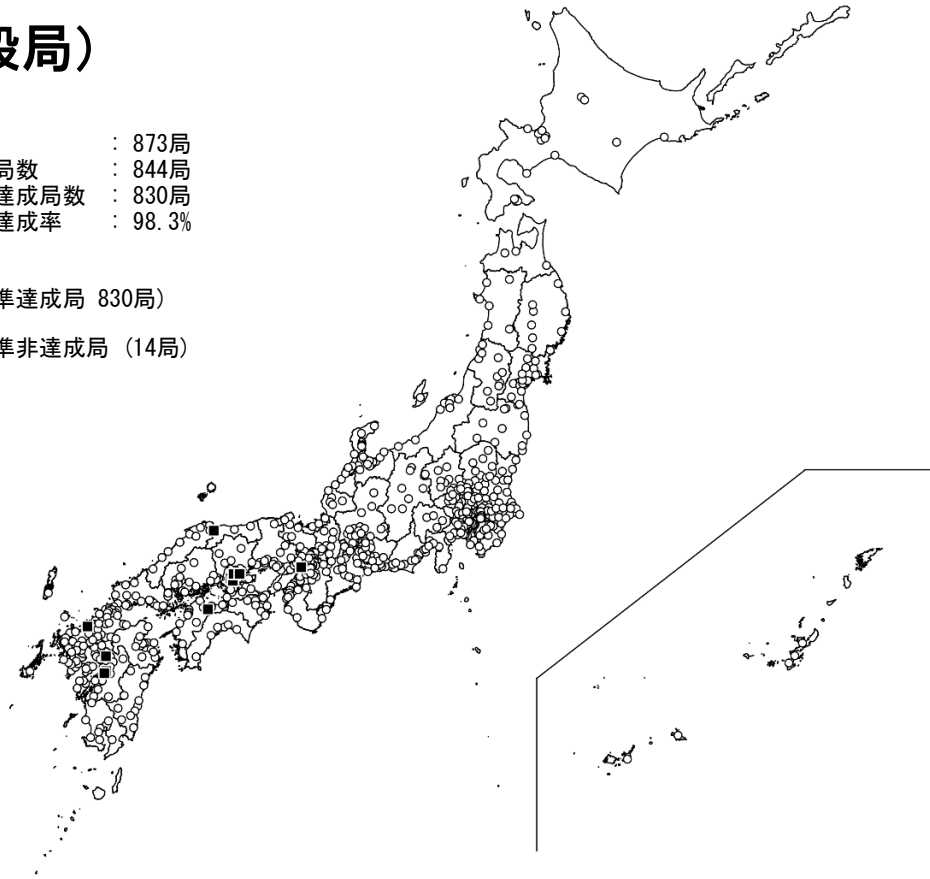 設局）
: 873局
局数 : 844局
達成局数 : 830局
達成率 : 98.3%
準達成局 830局）
準非達成局 (14局）